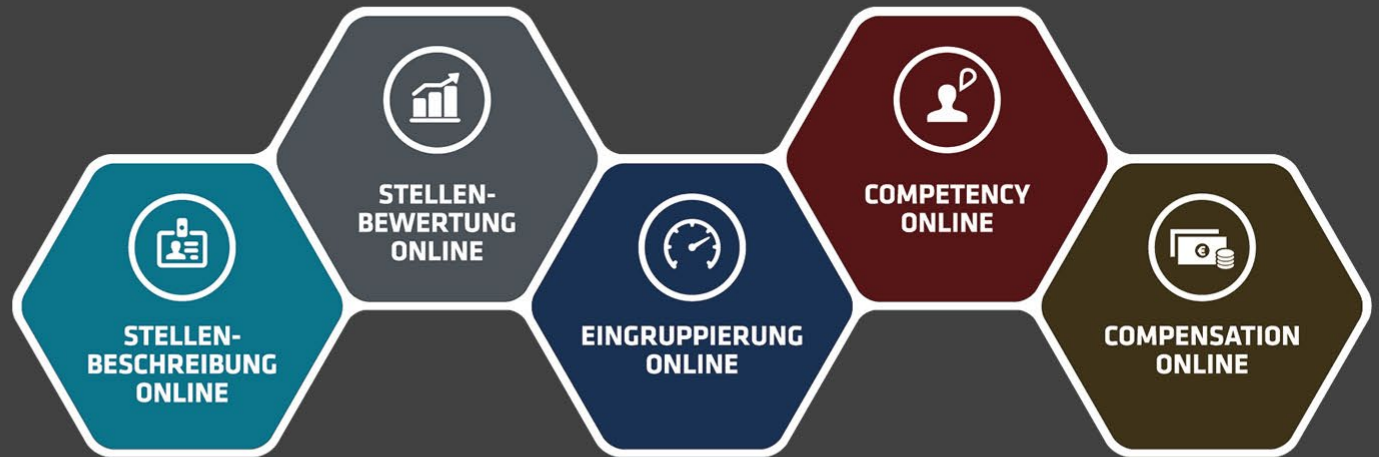 STELLEN-
BESCHREIBUNG
ONLINE
STELLEN-
BEWERTUNG
ONLINE
EINGRUPPIERUNG
ONLINE
COMPETENCY
ONLINE
COMPENSATION
ONLINE